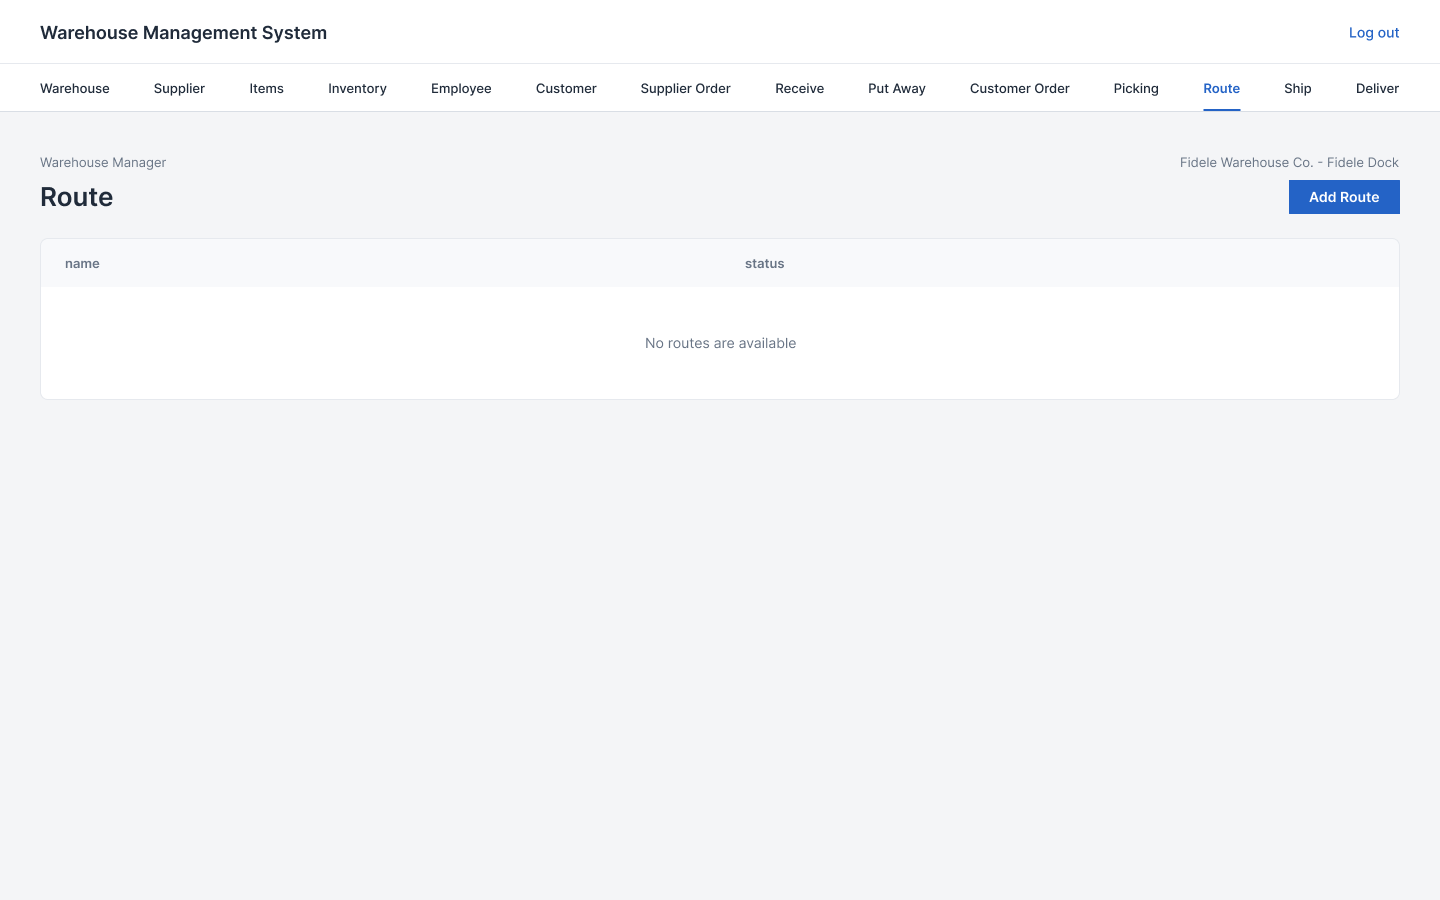 Warehouse Management System
Log out
Warehouse Supplier Items Inventory Employee Customer Supplier Order Receive Put Away Customer Order Picking Route Ship Deliver
Warehouse Manager
Fidele Warehouse Co. - Fidele Dock
Route
Add Route
name status
No routes are available